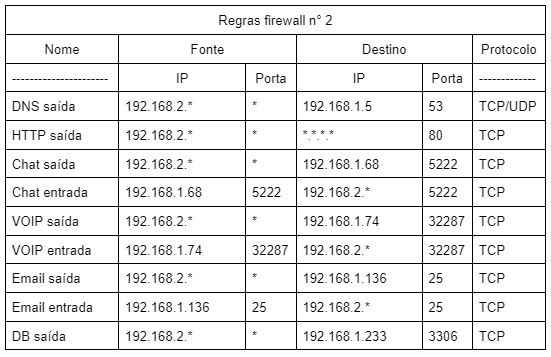 Regras firewall n° 2
Nome Fonte Destino Protocolo
---------------------- IP Porta IP Porta -------------
DNS saída 192.168.2.* * 192.168.1.5 53 TCP/UDP
HTTP saída 192.168.2.* * *.*.*.* 80 TCP
Chat saída 192.168.2.* * 192.168.1.68 5222 TCP
Chat entrada 192.168.1.68 5222 192.168.2.* 5222 TCP
VOIP saída 192.168.2.* * 192.168.1.74 32287 TCP
VOIP entrada 192.168.1.74 32287 192.168.2.* 32287 TCP
Email saída 192.168.2.* * 192.168.1.136 25 TCP
Email entrada 192.168.1.136 25 192.168.2.* 25 TCP
DB saída 192.168.2.* * 192.168.1.233 3306 TCP